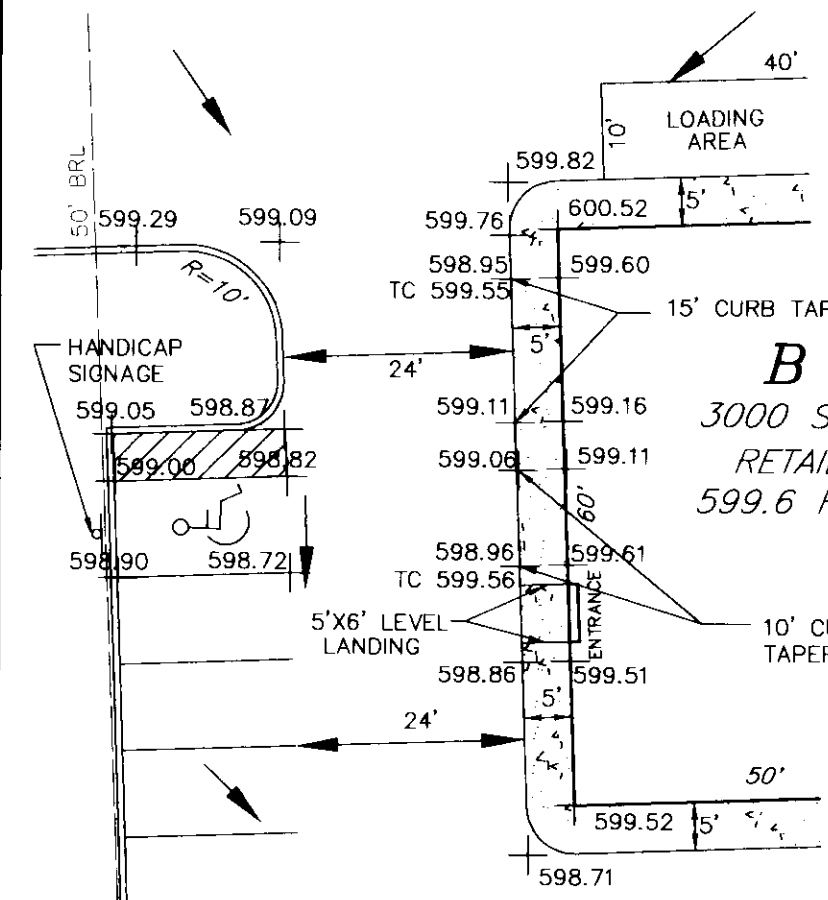 40'
LOADING
AREA
10'
5'
50' BRL
599.82
599.29
599.09
599.76
600.52
R=10'
598.95
TC 599.55
599.60
15' CURB TAP
5'
HANDICAP
SIGNAGE
24'
B
599.05
598.87
599.11
599.16
3000 S
599.00
598.82
599.06
599.11
RETAIL
60'
599.6
598.90
598.72
598.96
TC 599.56
599.61
5'X6' LEVEL
LANDING
ENTRANCE
TAPER
598.86
599.51
5'
24'
50'
599.52
5'
598.71